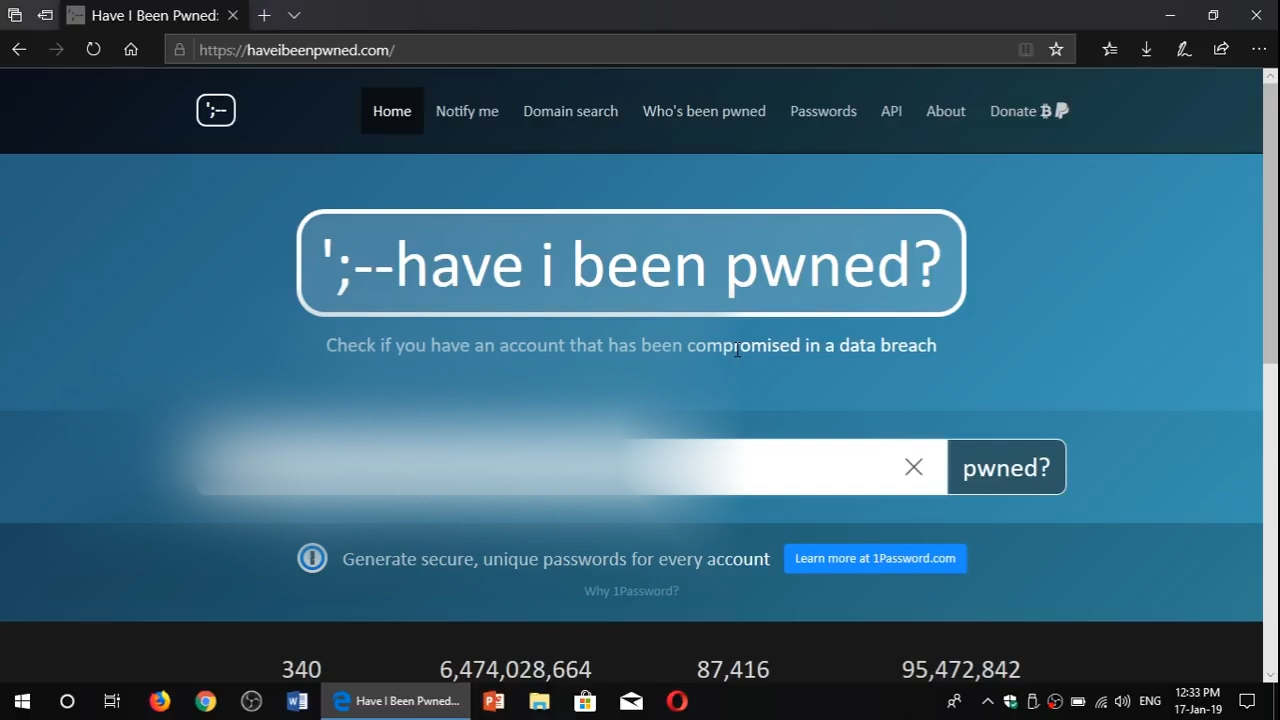 Have I Been Pwned:
https://haveibeenpwned.com/
';--
Home Notify me Domain search Who's been pwned Passwords API About Donate
';--have i been pwned?
Check if you have an account that has been compromised in a data breach
pwned?
Generate secure, unique passwords for every account Learn more at 1Password.com
Why 1Password?
340 6,474,028,664 87,416 95,472,842
Have I Been Pwned... ENG 12:33 PM
17-Jan-19